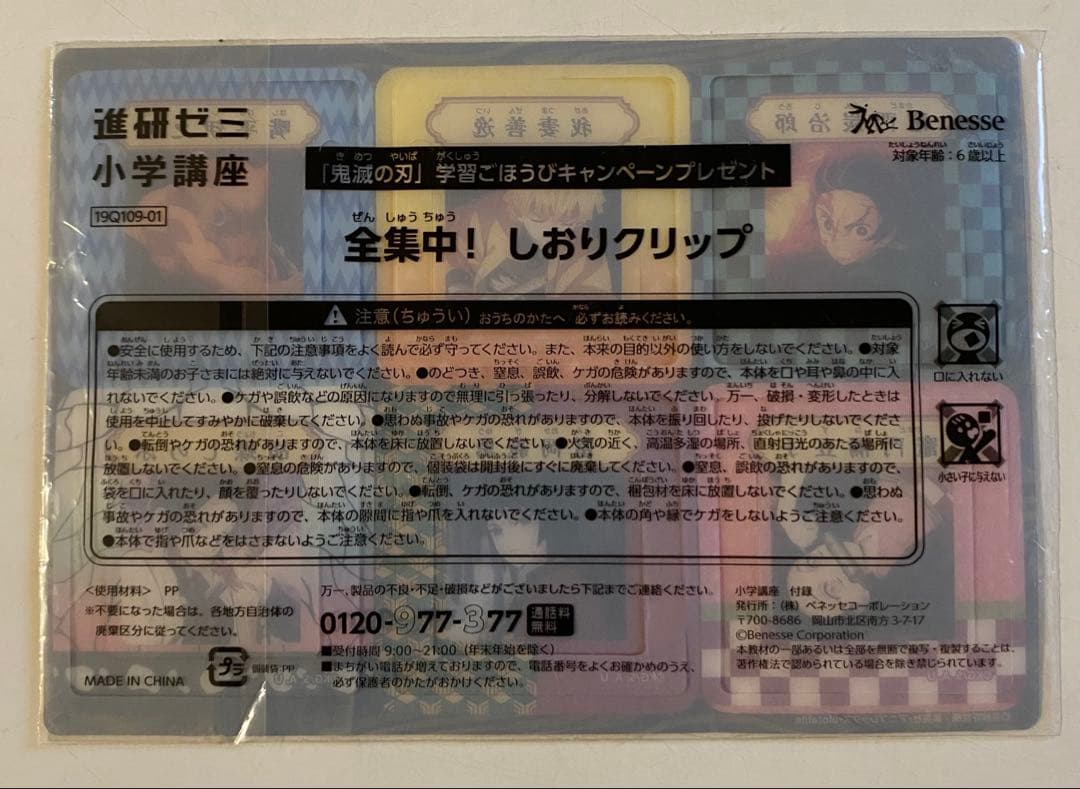 進研ゼミ
小学講座
19Q109-01
Benesse
たいしょうねんれい さいいじょう
対象年齢：6歳以上
き めつ やいば がくしゅう
「鬼滅の刃」学習ごほうびキャンペーンプレゼント
ぜん しゅう ちゅう
全集中！ しおりクリップ
注意(ちゅうい) おうちのかたへ 必ずお読みください。
●安全に使用するため、下記の注意事項をよく読んで必ず守ってください。また、本来の目的以外の使い方をしないでください。●対象
年齢未満のお子さまには絶対に与えないでください。●のどつき、窒息、誤飲、ケガの危険がありますので、本体を口や耳や鼻の中に入
れないでください。●ケガや誤飲などの原因になりますので無理に引っ張ったり、分解しないでください。万一、破損・変形したときは
使用を中止してすみやかに破棄してください。●思わぬ事故やケガの恐れがありますので、本体を振り回したり、投げたりしないでくださ
い。●転倒やケガの恐れがありますので、本体を床に放置しないでください。●火気の近く、高温多湿の場所、直射日光のあたる場所に
放置しないでください。●窒息の危険がありますので、個装袋は開封後にすぐに廃棄してください。●窒息、誤飲の恐れがありますので、
袋を口に入れたり、顔を覆ったりしないでください。●転倒、ケガの恐れがありますので、梱包材を床に放置しないでください。●思わぬ
事故やケガの恐れがありますので、本体の隙間に指や爪を入れないでください。●本体の角や縁でケガをしないようご注意ください。
●本体で指や爪などをはさまないようご注意ください。
口に入れない
小さい子に与えない
<使用材料> PP
※不要になった場合は、各地方自治体の
廃棄区分に従ってください。
プラ
個装袋:PP
MADE IN CHINA
万一、製品の不良・不足・破損などがございましたら下記までご連絡ください。
0120-977-377 通話料無料
■受付時間 9:00～21:00（年末年始を除く）
■まちがい電話が増えておりますので、電話番号をよくお確かめのうえ、
必ず保護者のかたがおかけください。
小学講座 付録
発行所：（株）ベネッセコーポレーション
〒700-8686 岡山市北区南方3-7-17
©Benesse Corporation
本教材の一部あるいは全部を無断で複写・複製することは、
著作権法で認められている場合を除き禁じられています。